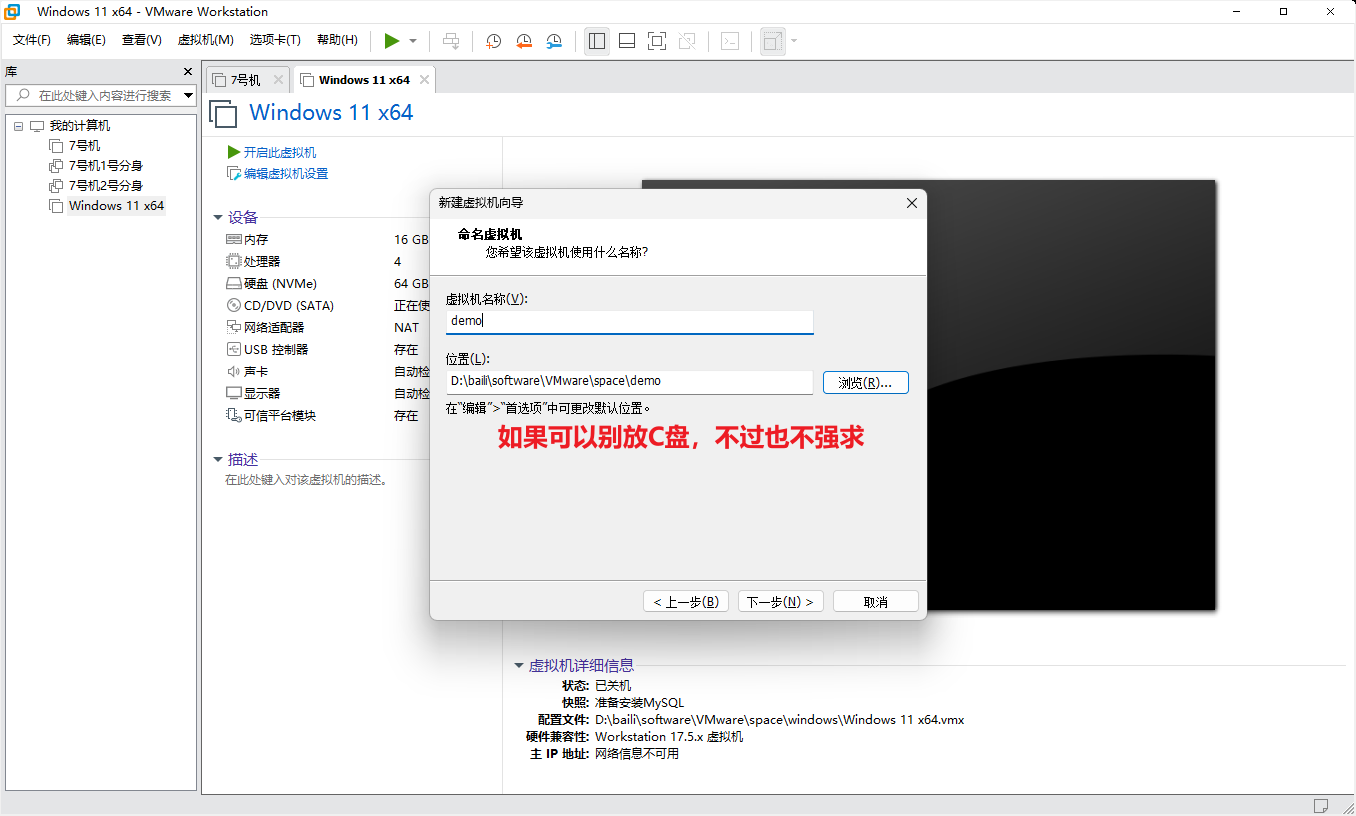 Windows 11 x64 - VMware Workstation
文件(F) 编辑(E) 查看(V) 虚拟机(M) 选项卡(T) 帮助(H)
库
在此处键入内容进行搜索
我的计算机
7号机
7号机1号分身
7号机2号分身
Windows 11 x64
7号机 Windows 11 x64
Windows 11 x64
开启此虚拟机
编辑虚拟机设置
设备
内存 16 GB
处理器 4
硬盘 (NVMe) 64 GB
CD/DVD (SATA) 正在使
网络适配器 NAT
USB 控制器 存在
声卡 自动检
显示器 自动检
可信平台模块 存在
描述
在此处键入对该虚拟机的描述。
新建虚拟机向导
命名虚拟机
您希望该虚拟机使用什么名称?
虚拟机名称(V):
demo
位置(L):
D:\baili\software\VMware\space\demo
浏览(R)...
在“编辑”>“首选项”中可更改默认位置。
如果可以别放C盘，不过也不强求
< 上一步(B) 下一步(N) > 取消
虚拟机详细信息
状态: 已关机
快照: 准备安装MySQL
配置文件: D:\baili\software\VMware\space\windows\Windows 11 x64.vmx
硬件兼容性: Workstation 17.5.x 虚拟机
主 IP 地址: 网络信息不可用